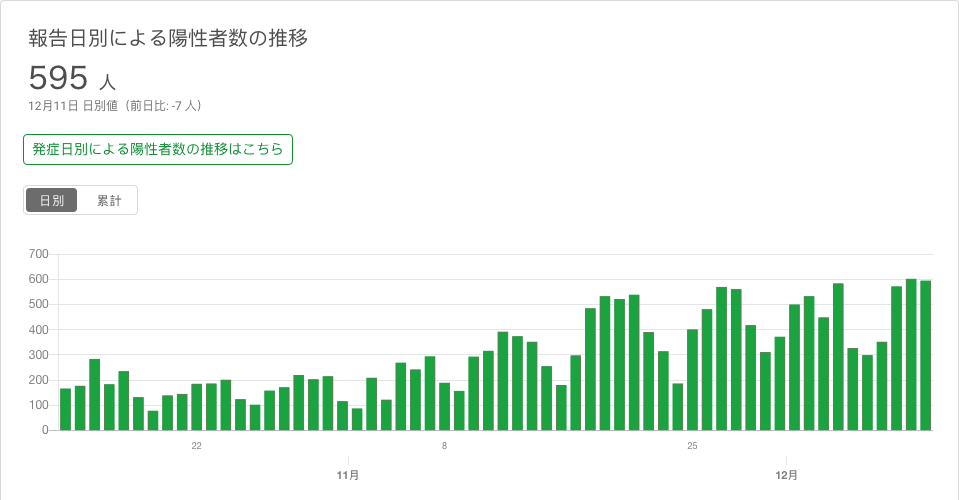 報告日別による陽性者数の推移
595 人
12月11日 日別値（前日比: -7 人）
発症日別による陽性者数の推移はこちら
日別 累計
700
600
500
400
300
200
100
0
22 8 25
11月 12月